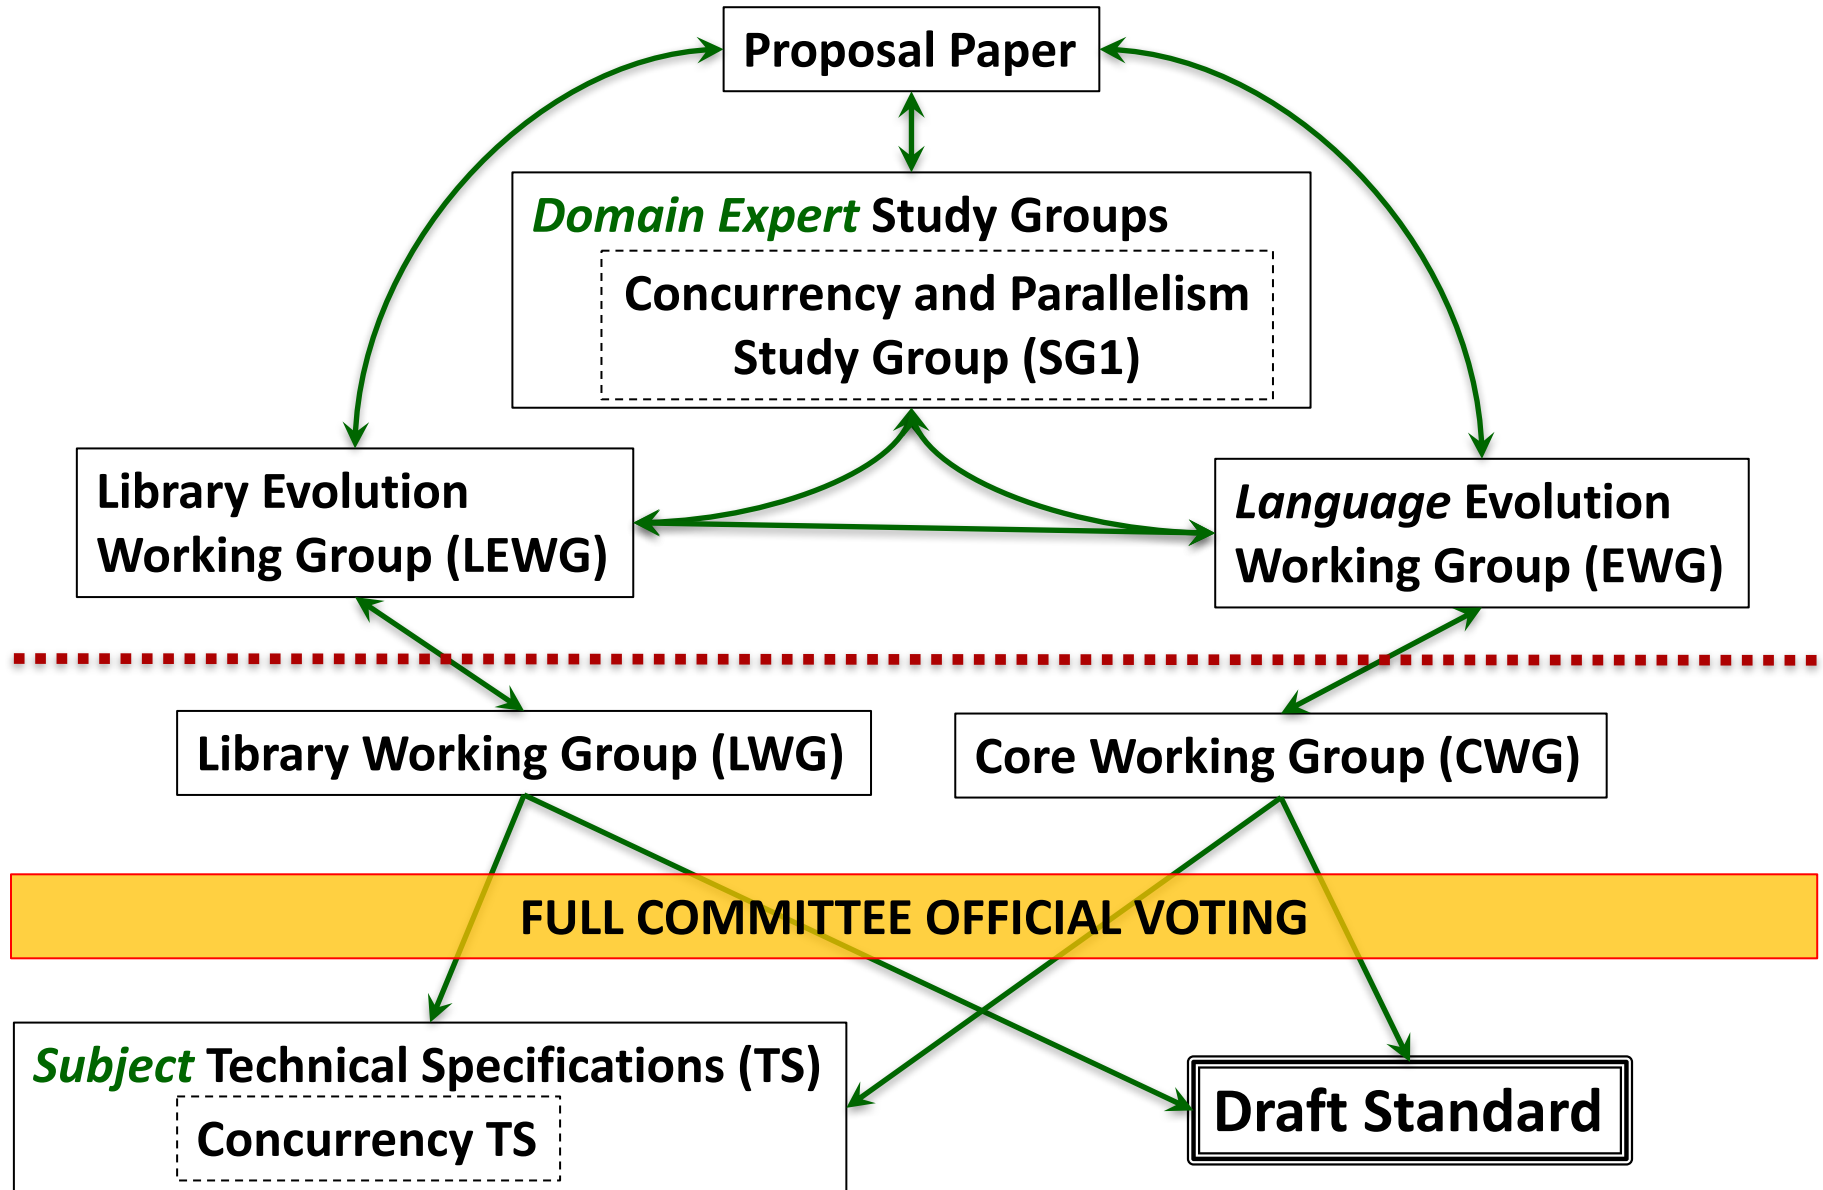 Proposal Paper
Domain Expert Study Groups
Concurrency and Parallelism
Study Group (SG1)
Library Evolution
Working Group (LEWG)
Language Evolution
Working Group (EWG)
Library Working Group (LWG)
Core Working Group (CWG)
FULL COMMITTEE OFFICIAL VOTING
Subject Technical Specifications (TS)
Concurrency TS
Draft Standard